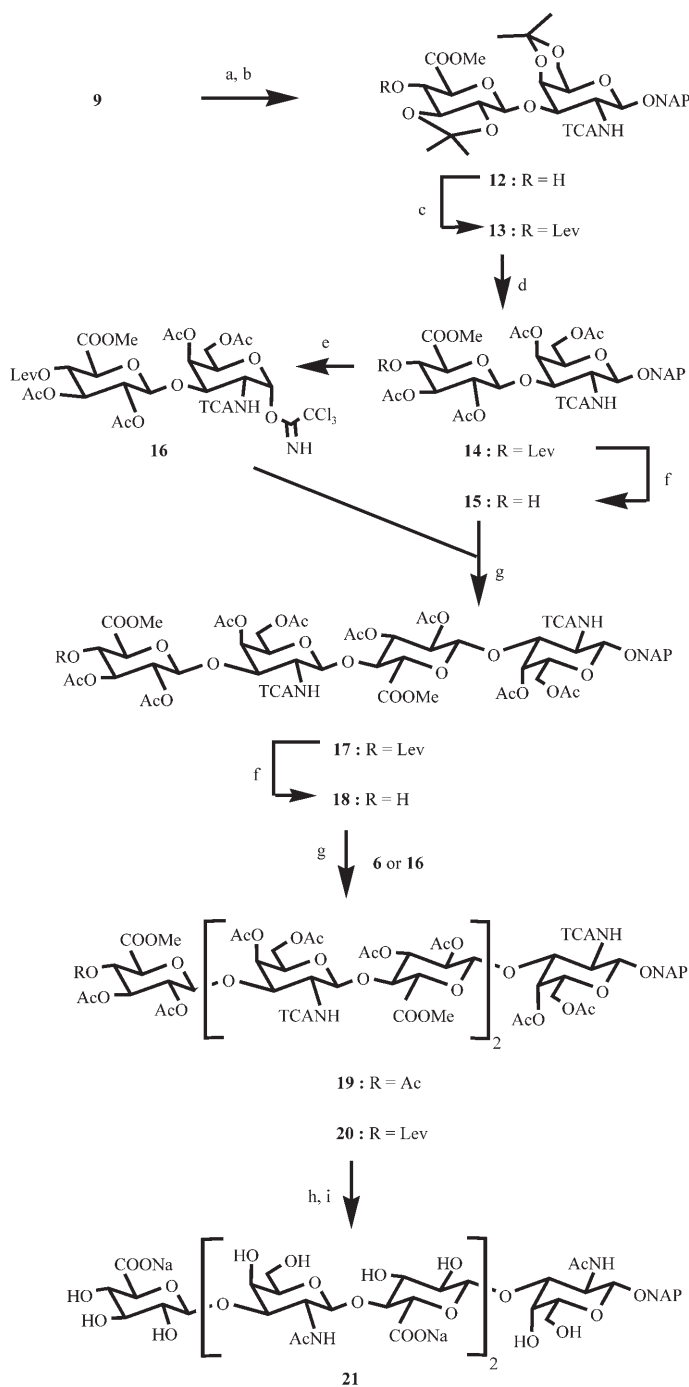 9
a, b
COOMe
RO
O
O
O
O
O
O
O
TCANH
ONAP
12 : R = H
c
13 : R = Lev
d
COOMe
LevO
AcO
AcO
O
O
AcO
OAc
O
TCANH
O
CCl3
NH
16
e
COOMe
RO
AcO
OAc
O
O
AcO
OAc
O
TCANH
ONAP
14 : R = Lev
f
15 : R = H
g
COOMe
RO
AcO
AcO
O
O
AcO
OAc
O
TCANH
O
AcO
OAc
O
COOMe
O
TCANH
O
AcO
OAc
ONAP
17 : R = Lev
f
18 : R = H
g
6 or 16
COOMe
RO
AcO
OAc
O
O
AcO
OAc
O
TCANH
O
AcO
OAc
O
COOMe
2
O
TCANH
O
AcO
OAc
ONAP
19 : R = Ac
20 : R = Lev
h, i
COONa
HO
HO
HO
O
O
HO
OH
O
AcNH
O
HO
HO
O
COONa
2
O
AcNH
O
HO
OH
ONAP
21